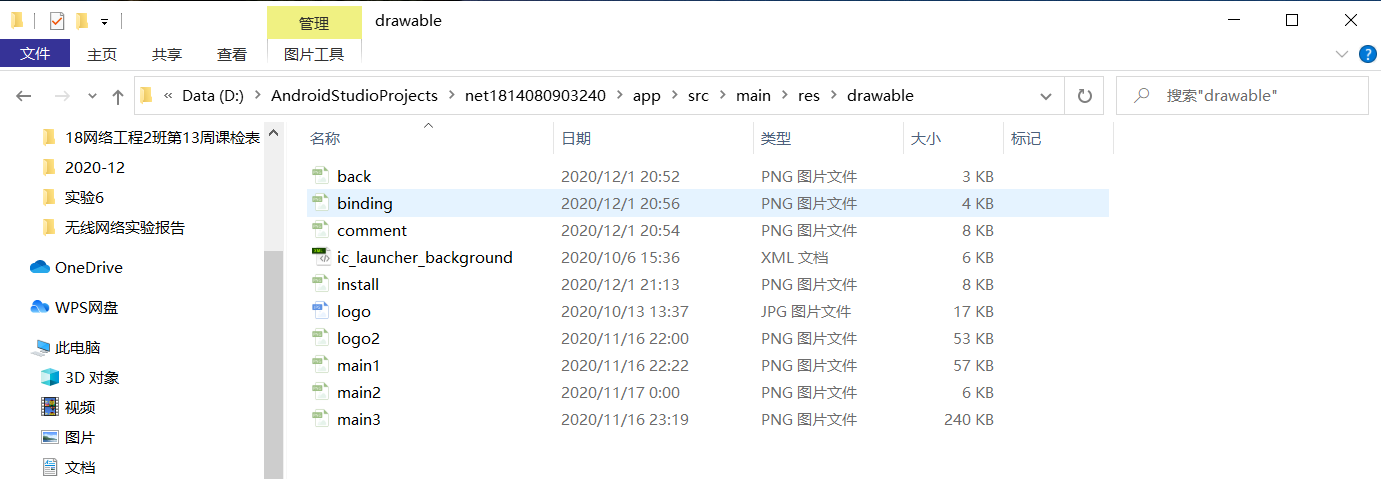 管理 drawable
文件 主页 共享 查看 图片工具
« Data (D:) > AndroidStudioProjects > net1814080903240 > app > src > main > res > drawable 搜索"drawable"
18网络工程2班第13周课检表
2020-12
实验6
无线网络实验报告
OneDrive
WPS网盘
此电脑
3D 对象
视频
图片
文档
名称 日期 类型 大小 标记
back 2020/12/1 20:52 PNG 图片文件 3 KB
binding 2020/12/1 20:56 PNG 图片文件 4 KB
comment 2020/12/1 20:54 PNG 图片文件 8 KB
ic_launcher_background 2020/10/6 15:36 XML 文档 6 KB
install 2020/12/1 21:13 PNG 图片文件 8 KB
logo 2020/10/13 13:37 JPG 图片文件 17 KB
logo2 2020/11/16 22:00 PNG 图片文件 53 KB
main1 2020/11/16 22:22 PNG 图片文件 57 KB
main2 2020/11/17 0:00 PNG 图片文件 6 KB
main3 2020/11/16 23:19 PNG 图片文件 240 KB